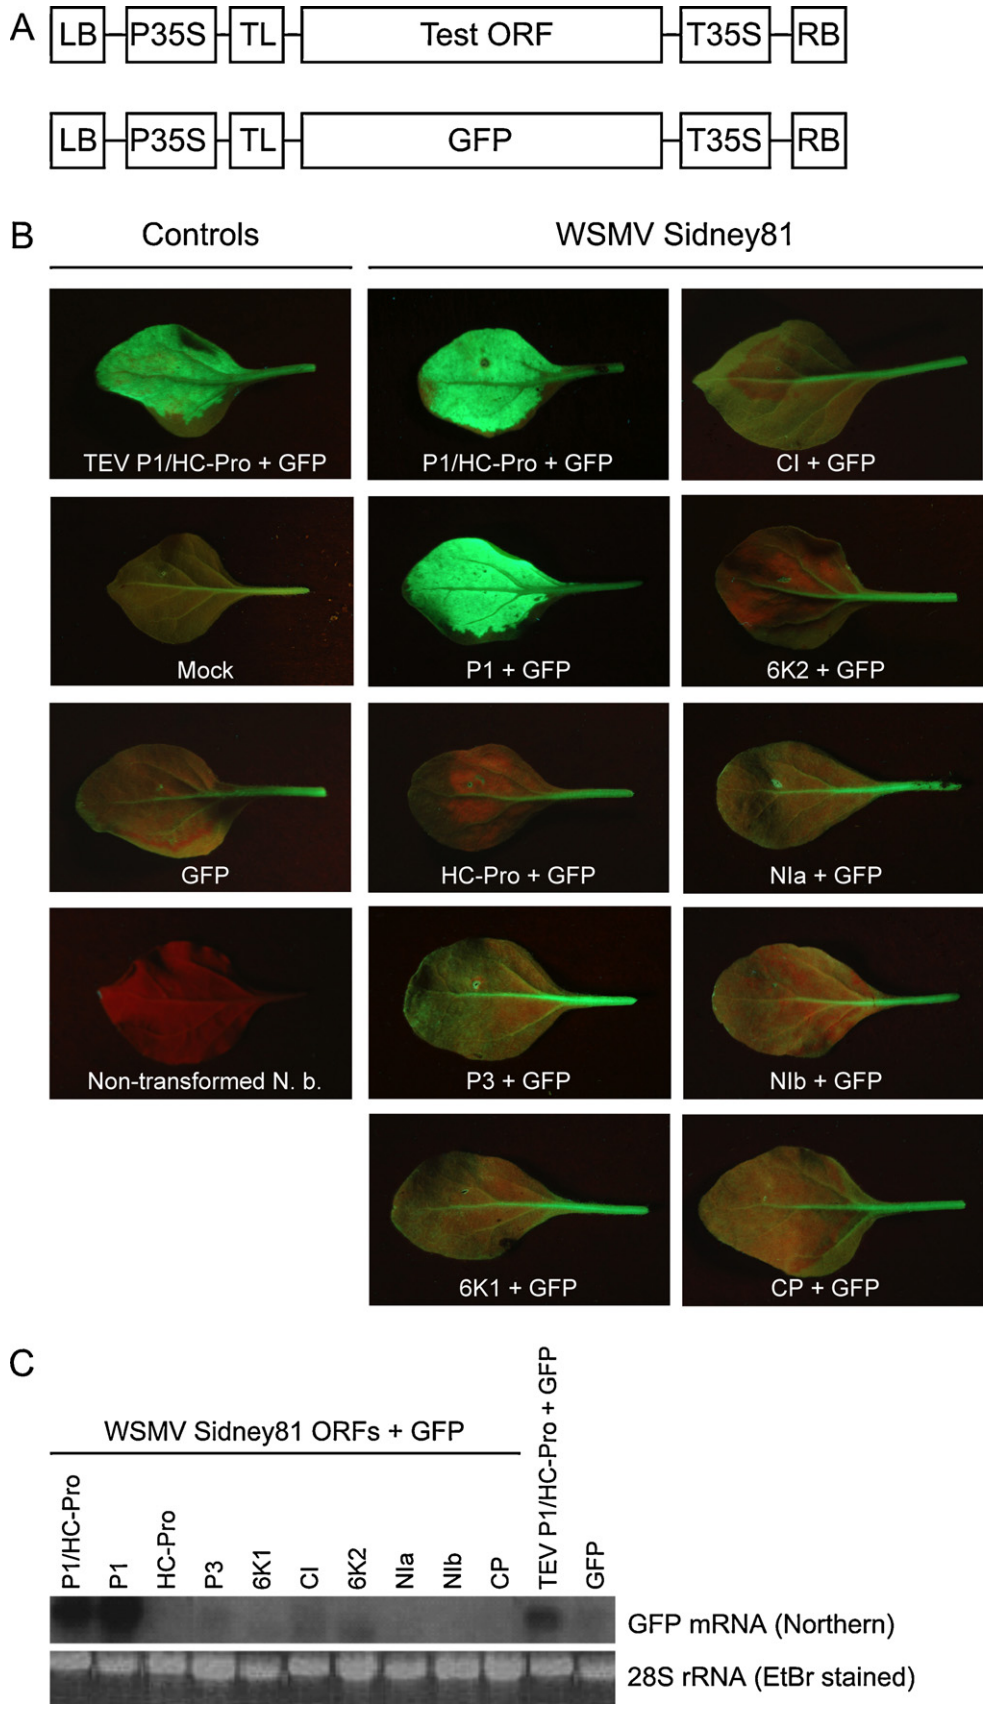 A
LB P35S TL Test ORF T35S RB
LB P35S TL GFP T35S RB
B
Controls WSMV Sidney81
TEV P1/HC-Pro + GFP P1/HC-Pro + GFP CI + GFP
Mock P1 + GFP 6K2 + GFP
GFP HC-Pro + GFP NIa + GFP
Non-transformed N. b. P3 + GFP NIb + GFP
6K1 + GFP CP + GFP
C
WSMV Sidney81 ORFs + GFP
P1/HC-Pro P1 HC-Pro P3 6K1 CI 6K2 NIa NIb CP TEV P1/HC-Pro + GFP GFP
GFP mRNA (Northern)
28S rRNA (EtBr stained)